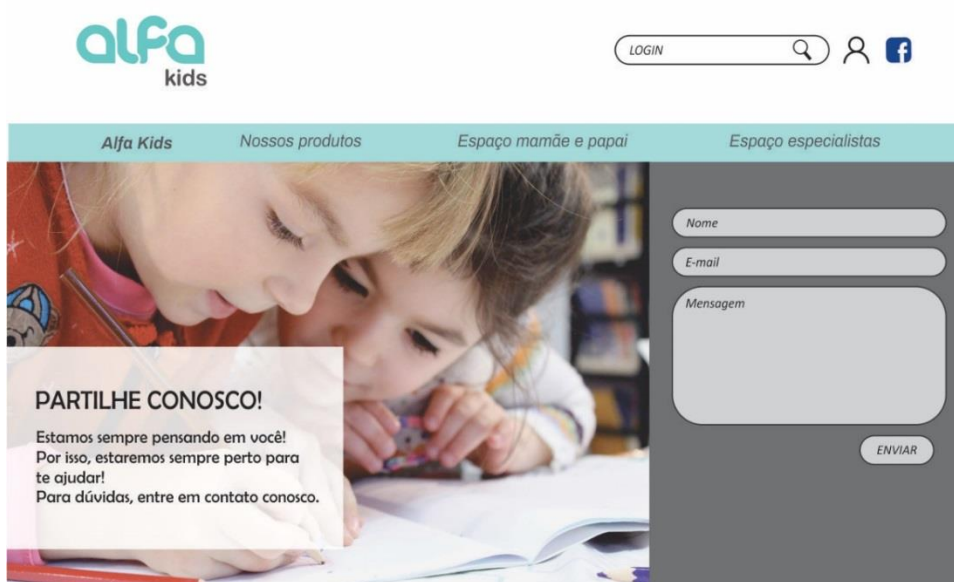 alfa
kids
LOGIN
Alfa Kids
Nossos produtos
Espaço mamãe e papai
Espaço especialistas
Nome
E-mail
Mensagem
ENVIAR
PARTILHE CONOSCO!
Estamos sempre pensando em você!
Por isso, estaremos sempre perto para
te ajudar!
Para dúvidas, entre em contato conosco.